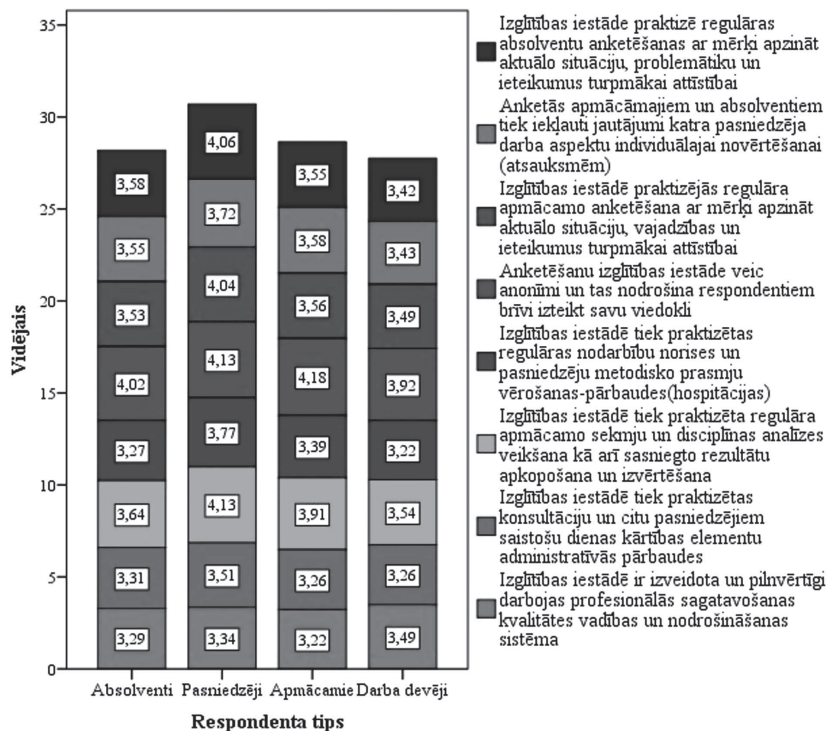 35
30
25
20
15
10
5
0
Vidējais
3,58
3,55
3,53
4,02
3,27
3,64
3,31
3,29
4,06
3,72
4,04
4,13
3,77
4,13
3,51
3,34
3,55
3,58
3,56
4,18
3,39
3,91
3,26
3,22
3,42
3,43
3,49
3,92
3,22
3,54
3,26
3,49
Absolventi Pasniedzēji Apmācamie Darba devēji
Respondenta tips
Izglītības iestāde praktizē regulāras
absolventu anketēšanas ar mērķi apzināt
aktuālo situāciju, problemātiku un
ieteikumus turpmākai attīstībai
Anketās apmācāmajiem un absolventiem
tiek iekļauti jautājumi katra pasniedzēja
darba aspektu individuālajai novērtēšanai
(atsauksmēm)
Izglītības iestādē praktizējās regulāra
apmācamo anketēšana ar mērķi apzināt
aktuālo situāciju, vajadzības un
ieteikumus turpmākai attīstībai
Anketēšanu izglītības iestāde veic
anonīmi un tas nodrošina respondentiem
brīvi izteikt savu viedokli
Izglītības iestādē tiek praktizētas
regulāras nodarbību norises un
pasniedzēju metodisko prasmju
vērošanas-pārbaudes(hospitācijas)
Izglītības iestādē tiek praktizēta regulāra
apmācamo sekmju un disciplīnas analīzes
veikšana kā arī sasniegto rezultātu
apkopošana un izvērtēšana
Izglītības iestādē tiek praktizētas
konsultāciju un citu pasniedzējiem
saistošu dienas kārtības elementu
administratīvās pārbaudes
Izglītības iestādē ir izveidota un pilnvērtīgi
darbojas profesionālās sagatavošanas
kvalitātes vadības un nodrošināšanas
sistēma